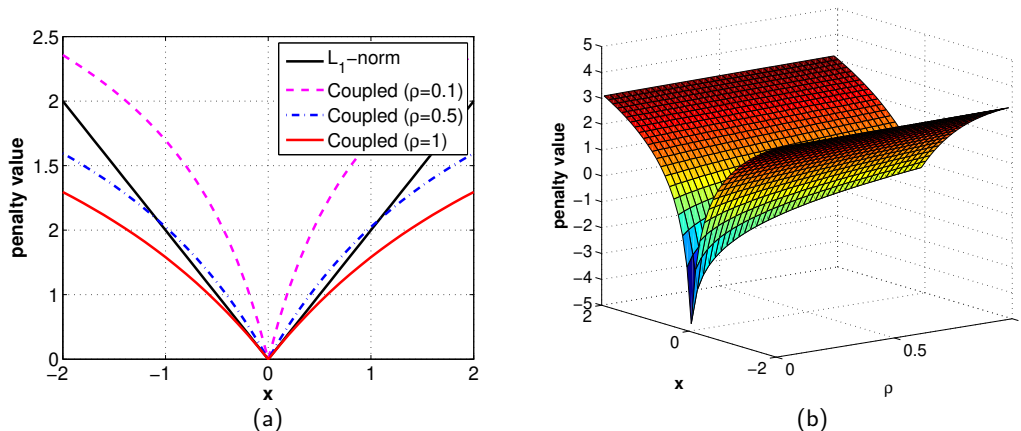 2.5
2
1.5
2
1
0
penalty value
L1−norm
Coupled (ρ=0.1)
Coupled (ρ=0.5)
Coupled (ρ=1)
−2
−1
0
1
2
x
(a)
5
4
3
2
1
0
−1
−2
−3
−4
−5
penalty value
2
0
−2
x
0
0.5
ρ
(b)